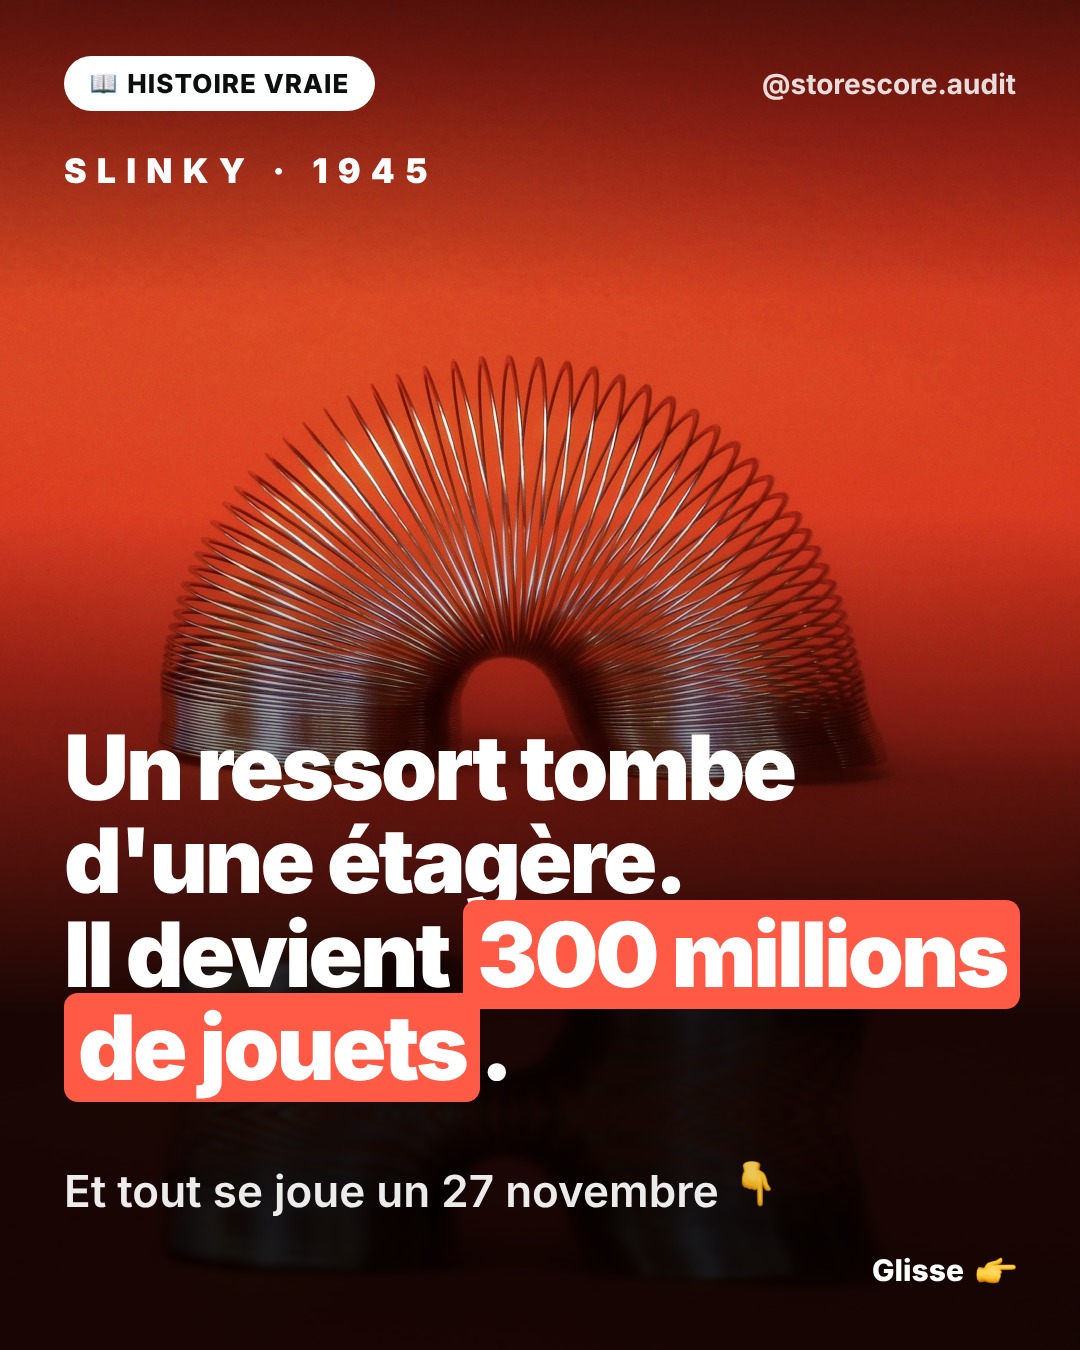 📖 HISTOIRE VRAIE
@storescore.audit
SLINKY · 1945
Un ressort tombe
d'une étagère.
Il devient 300 millions
de jouets.
Et tout se joue un 27 novembre 👇
Glisse 👉